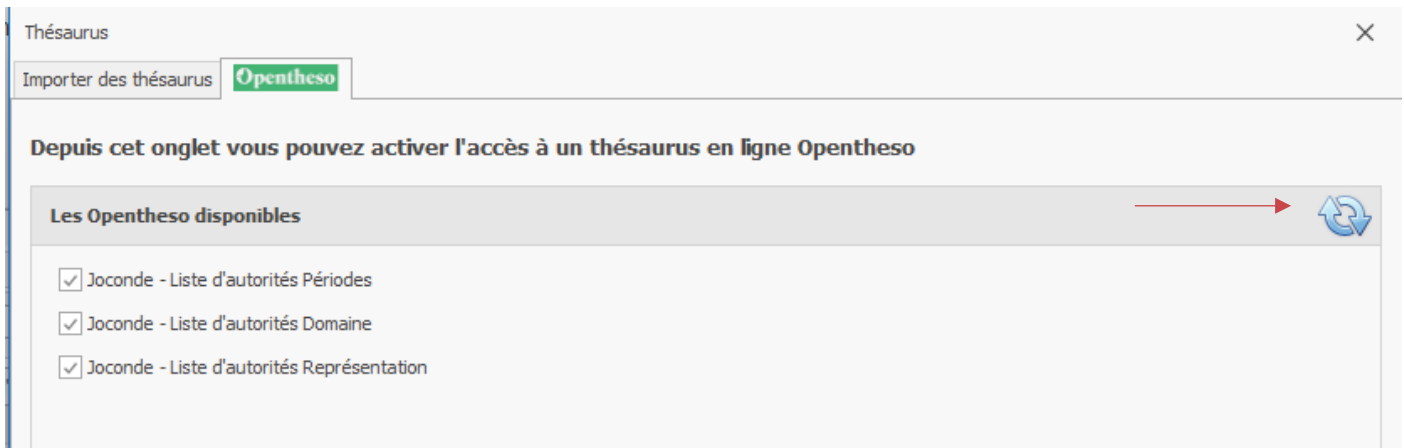 Thésaurus
Importer des thésaurus Opentheso
Depuis cet onglet vous pouvez activer l'accès à un thésaurus en ligne Opentheso
Les Opentheso disponibles
Joconde - Liste d'autorités Périodes
Joconde - Liste d'autorités Domaine
Joconde - Liste d'autorités Représentation